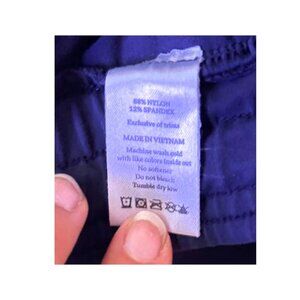 88% NYLON
12% SPANDEX
Exclusive of trims
MADE IN VIETNAM
Machine wash cold
with like colors inside out
No softener
Do not bleach
Tumble dry low